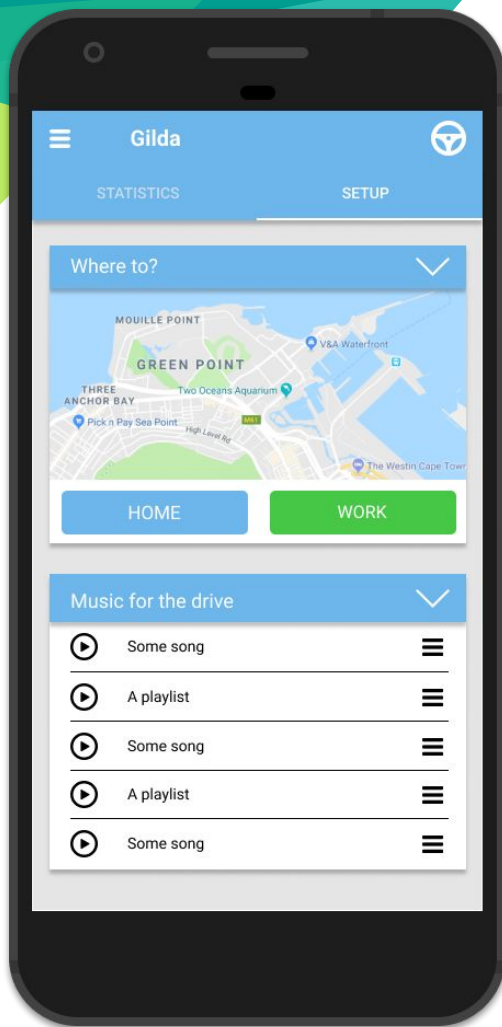 Gilda
STATISTICS
SETUP
Where to?
MOUILLE POINT
V&A Waterfront
GREEN POINT
THREE
ANCHOR BAY
Two Oceans Aquarium
Pick n Pay Sea Point
High Level Rd
M61
The Westin Cape Town
HOME
WORK
Music for the drive
Some song
A playlist
Some song
A playlist
Some song